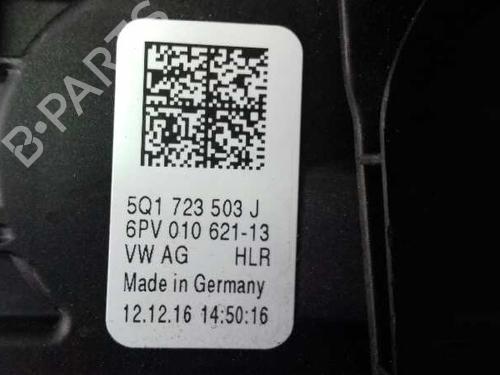 B-PARTS
5Q1 723 503 J
6PV 010 621-13
VW AG HLR
Made in Germany
12.12.16 14:50:16